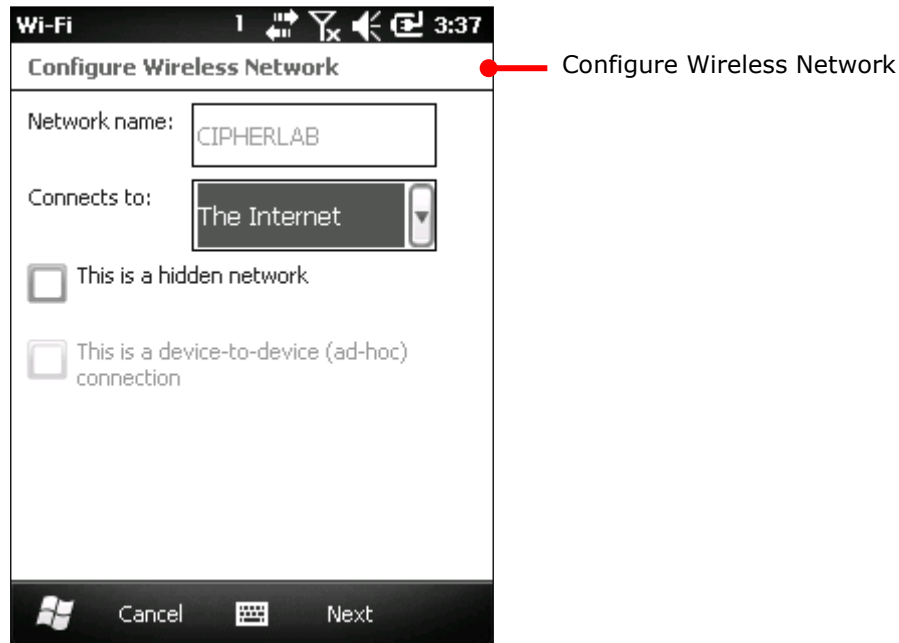 Wi-Fi 1 3:37
Configure Wireless Network
Configure Wireless Network
Network name: CIPHERLAB
Connects to: The Internet
This is a hidden network
This is a device-to-device (ad-hoc)
connection
Cancel Next